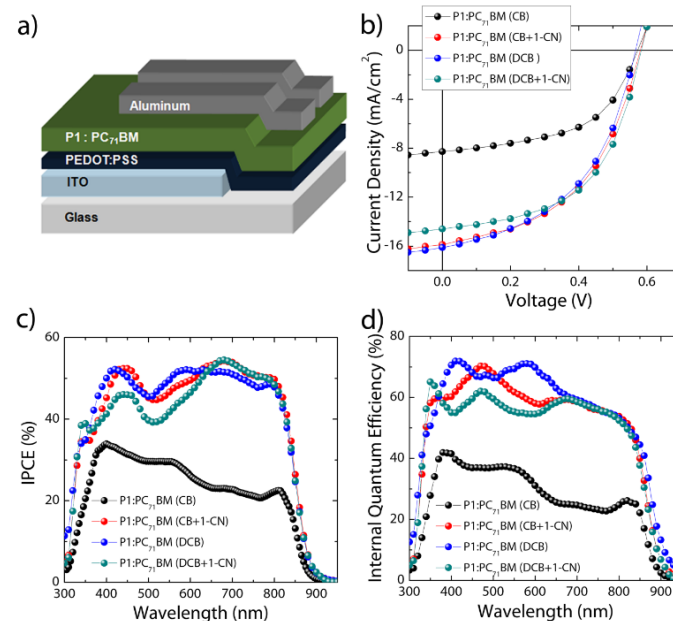 a)
Aluminum
P1 : PC71BM
PEDOT:PSS
ITO
Glass
b)
P1:PC71BM (CB)
P1:PC71BM (CB+1-CN)
P1:PC71BM (DCB )
P1:PC71BM (DCB+1-CN)
0
-4
-8
-12
-16
Current Density (mA/cm²)
0.0 0.2 0.4 0.6
Voltage (V)
c)
60
40
20
0
IPCE (%)
P1:PC71BM (CB)
P1:PC71BM (CB+1-CN)
P1:PC71BM (DCB)
P1:PC71BM (DCB+1-CN)
300 400 500 600 700 800 900
Wavelength (nm)
d)
80
60
40
20
0
Internal Quantum Efficiency (%)
P1:PC71BM (CB)
P1:PC71BM (CB+1-CN)
P1:PC71BM (DCB)
P1:PC71BM (DCB+1-CN)
300 400 500 600 700 800 900
Wavelength (nm)